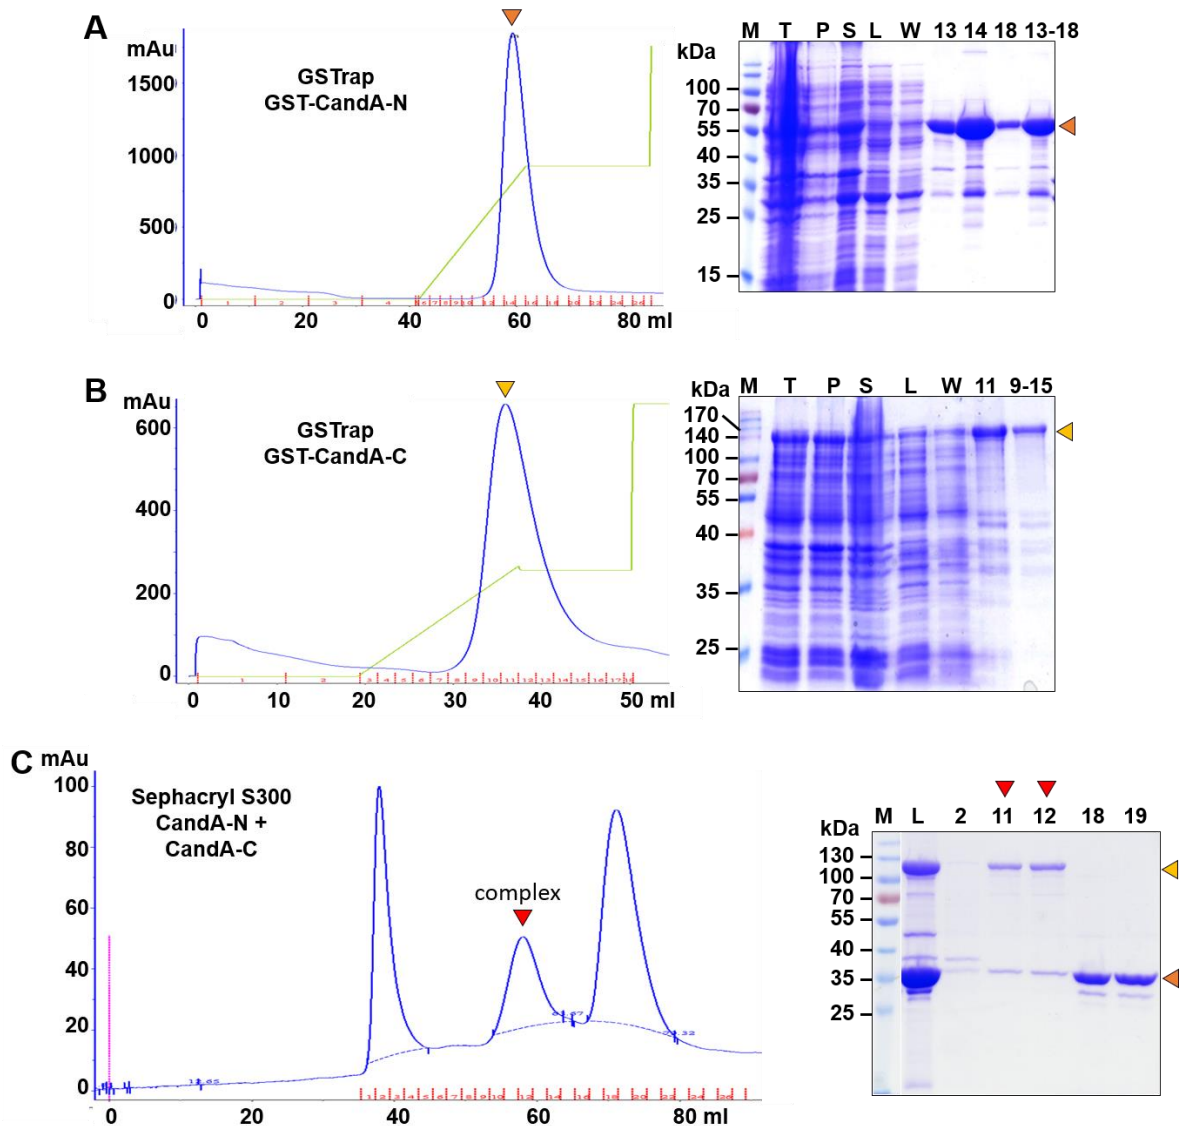 A
mAu
1500
1000
500
0
GSTrap
GST-CandA-N
0 20 40 60 80 ml
M T P S L W 13 14 18 13-18
kDa
100
70
55
40
35
25
15
B
mAu
600
400
200
0
GSTrap
GST-CandA-C
0 10 20 30 40 50 ml
kDa M T P S L W 11 9-15
170
140
100
70
55
40
35
25
C
mAu
100
80
60
40
20
0
Sephacryl S300
CandA-N +
CandA-C
complex
0 20 40 60 80 ml
M L 2 11 12 18 19
kDa
130
100
70
55
40
35
25